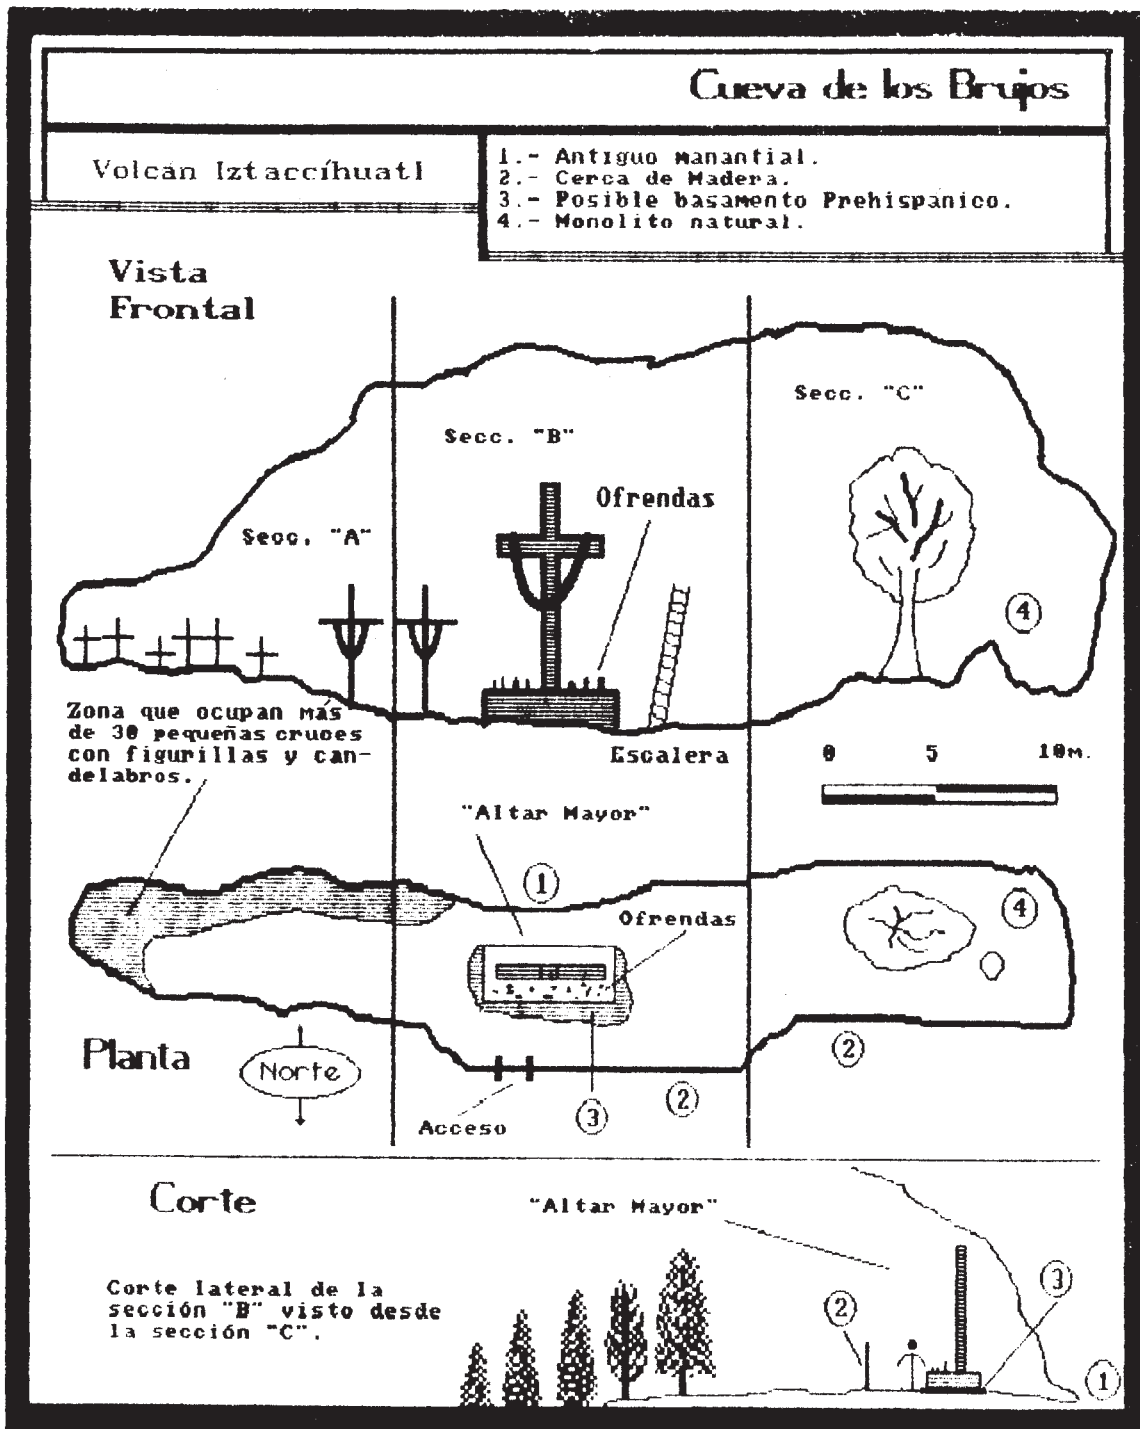 Cueva de los Brujos
Volcán Iztaccíhuatl
1.- Antiguo manantial.
2.- Cerca de Madera.
3.- Posible basamento Prehispánico.
4.- Monolito natural.
Vista
Frontal
Secc. "A"
Secc. "B"
Secc. "C"
Ofrendas
4
Zona que ocupan más
de 30 pequeñas cruces
con figurillas y can-
delabros.
Escalera
0 5 10m.
"Altar Mayor"
1
Ofrendas
4
Planta
Norte
Acceso
3
2
2
Corte
Corte lateral de la
sección "B" visto desde
la sección "C".
"Altar Mayor"
2
3
1